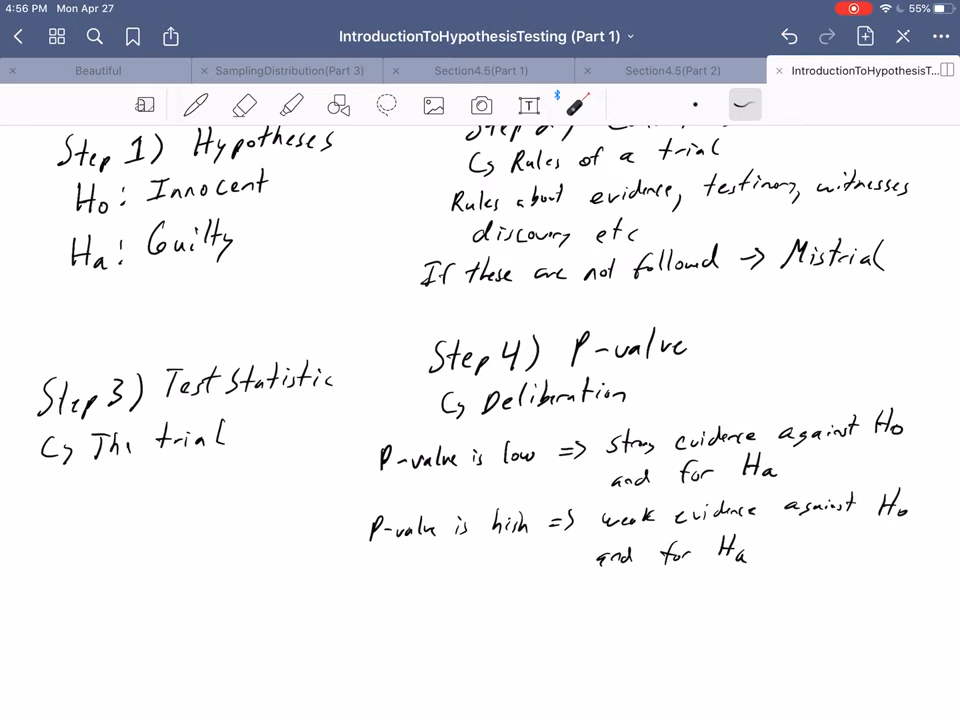 4:56 PM Mon Apr 27
55%
IntroductionToHypothesisTesting (Part 1)
Beautiful
SamplingDistribution(Part 3)
Section4.5(Part 1)
Section4.5 (Part 2)
IntroductionToHypothesisT...
Step 1) Hypotheses
Ho: Innocent
Ha: Guilty
Rules of a trial
Rules about evidence, testimony, witnesses
discovery etc
If these are not followed → Mistrial
Step 3) Test Statistic
The trial
Step 4) P-value
Deliberation
P-value is low => strong evidence against Ho
and for Ha
P-value is high => weak evidence against Ho
and for Ha